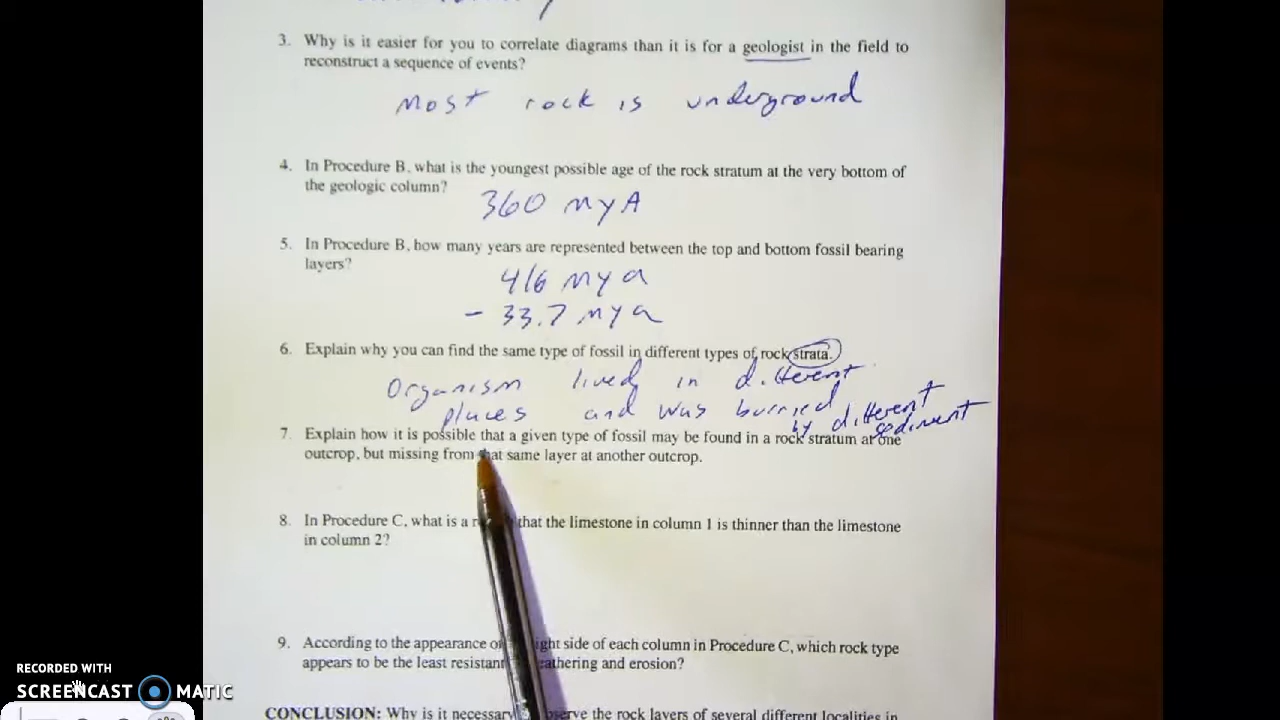 3. Why is it easier for you to correlate diagrams than it is for a geologist in the field to
reconstruct a sequence of events?
most rock is underground
4. In Procedure B, what is the youngest possible age of the rock stratum at the very bottom of
the geologic column?
360 myA
5. In Procedure B, how many years are represented between the top and bottom fossil bearing
layers?
416 mya
- 33.7 mya
6. Explain why you can find the same type of fossil in different types of rock strata.
Organism lived in different
places and was burried
by different
sediment
7. Explain how it is possible that a given type of fossil may be found in a rock stratum at one
outcrop, but missing from that same layer at another outcrop.
8. In Procedure C, what is a that the limestone in column 1 is thinner than the limestone
in column 2?
9. According to the appearance of ight side of each column in Procedure C, which rock type
appears to be the least resistant eathering and erosion?
CONCLUSION: Why is it necessary observe the rock layers of several different localities in
RECORDED WITH
SCREENCAST MATIC